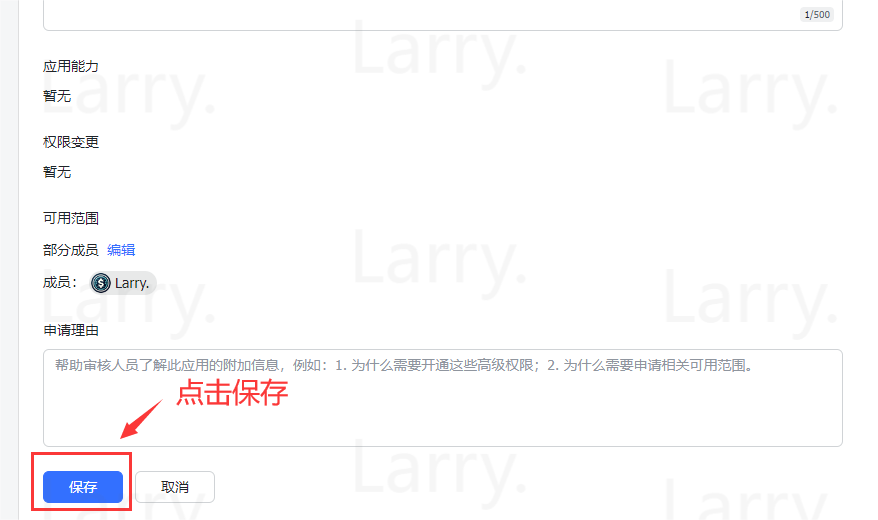 1/500
应用能力
暂无
权限变更
暂无
可用范围
部分成员 编辑
成员： Larry.
申请理由
帮助审核人员了解此应用的附加信息，例如：1. 为什么需要开通这些高级权限；2. 为什么需要申请相关可用范围。
点击保存
保存 取消
Larry.
Larry.
Larry.
Larry.
Larry.
Larry.
Larry.
Larry.
Larry.